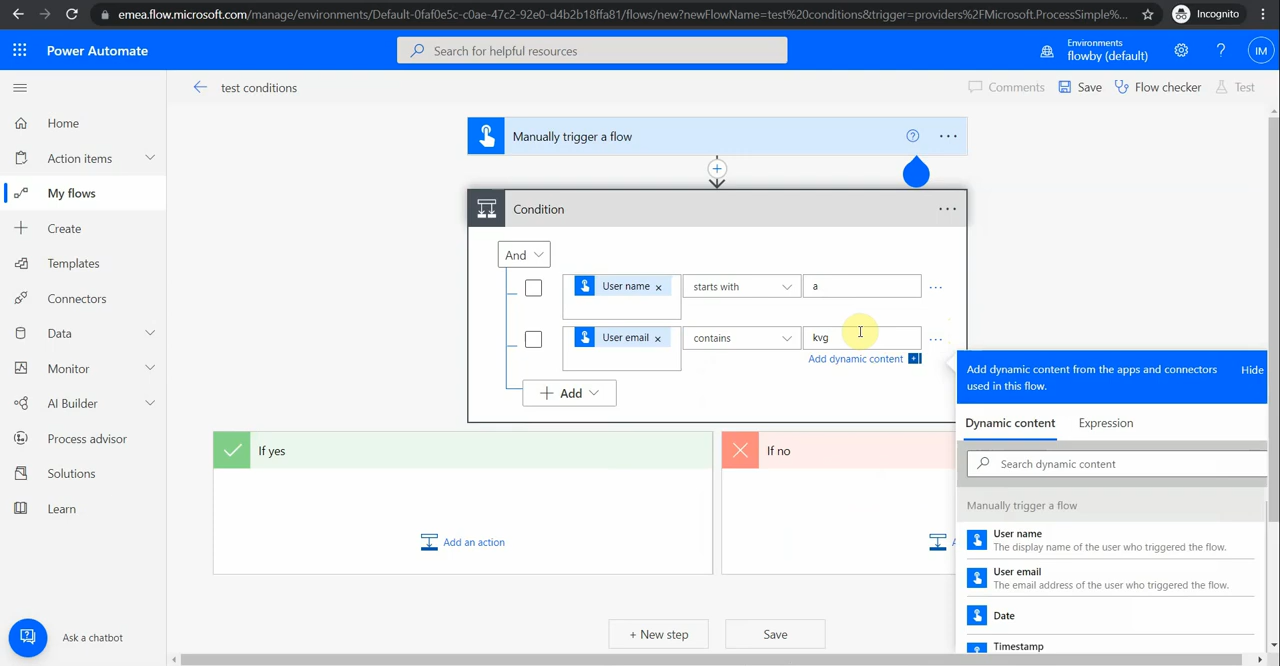 emea.flow.microsoft.com/manage/environments/Default-0faf0e5c-c0ae-47c2-92e0-d4b2b18ffa81/flows/new?newFlowName=test%20conditions&trigger=providers%2FMicrosoft.ProcessSimple%...
Incognito
Power Automate
Search for helpful resources
Environments
flowby (default)
IM
test conditions
Comments
Save
Flow checker
Test
Home
Action items
My flows
Create
Templates
Connectors
Data
Monitor
AI Builder
Process advisor
Solutions
Learn
Ask a chatbot
Manually trigger a flow
Condition
And
User name
starts with
a
User email
contains
kvg
Add dynamic content
Add
If yes
Add an action
If no
A
+ New step
Save
Add dynamic content from the apps and connectors
used in this flow.
Hide
Dynamic content
Expression
Search dynamic content
Manually trigger a flow
User name
The display name of the user who triggered the flow.
User email
The email address of the user who triggered the flow.
Date
Timestamp